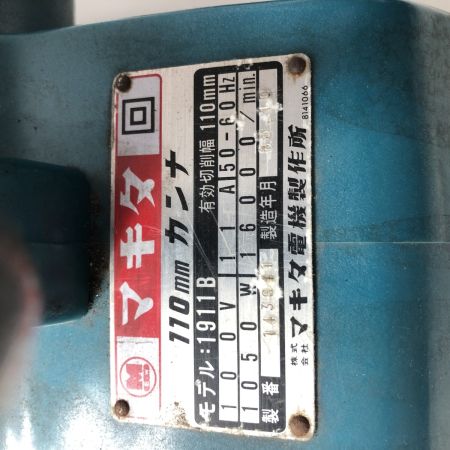 M マキタ
110mm カンナ
モデル:1911B 有効切削幅 110mm
100V 11A 50-60Hz
1050W 16000/min.
製番 製造年月
株式会社 マキタ電機製作所
8141066